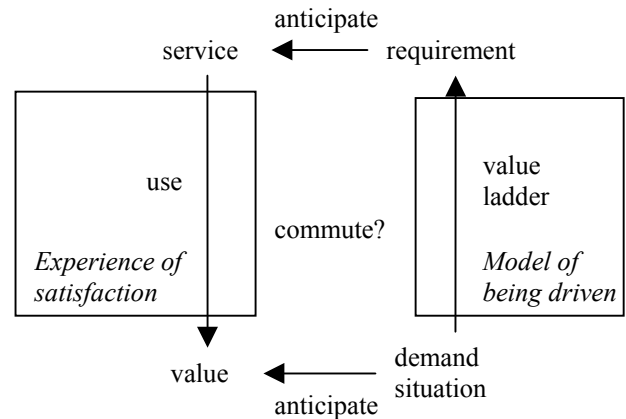 anticipate
service
requirement
use
value
ladder
commute?
Experience of
satisfaction
Model of
being driven
value
demand
situation
anticipate